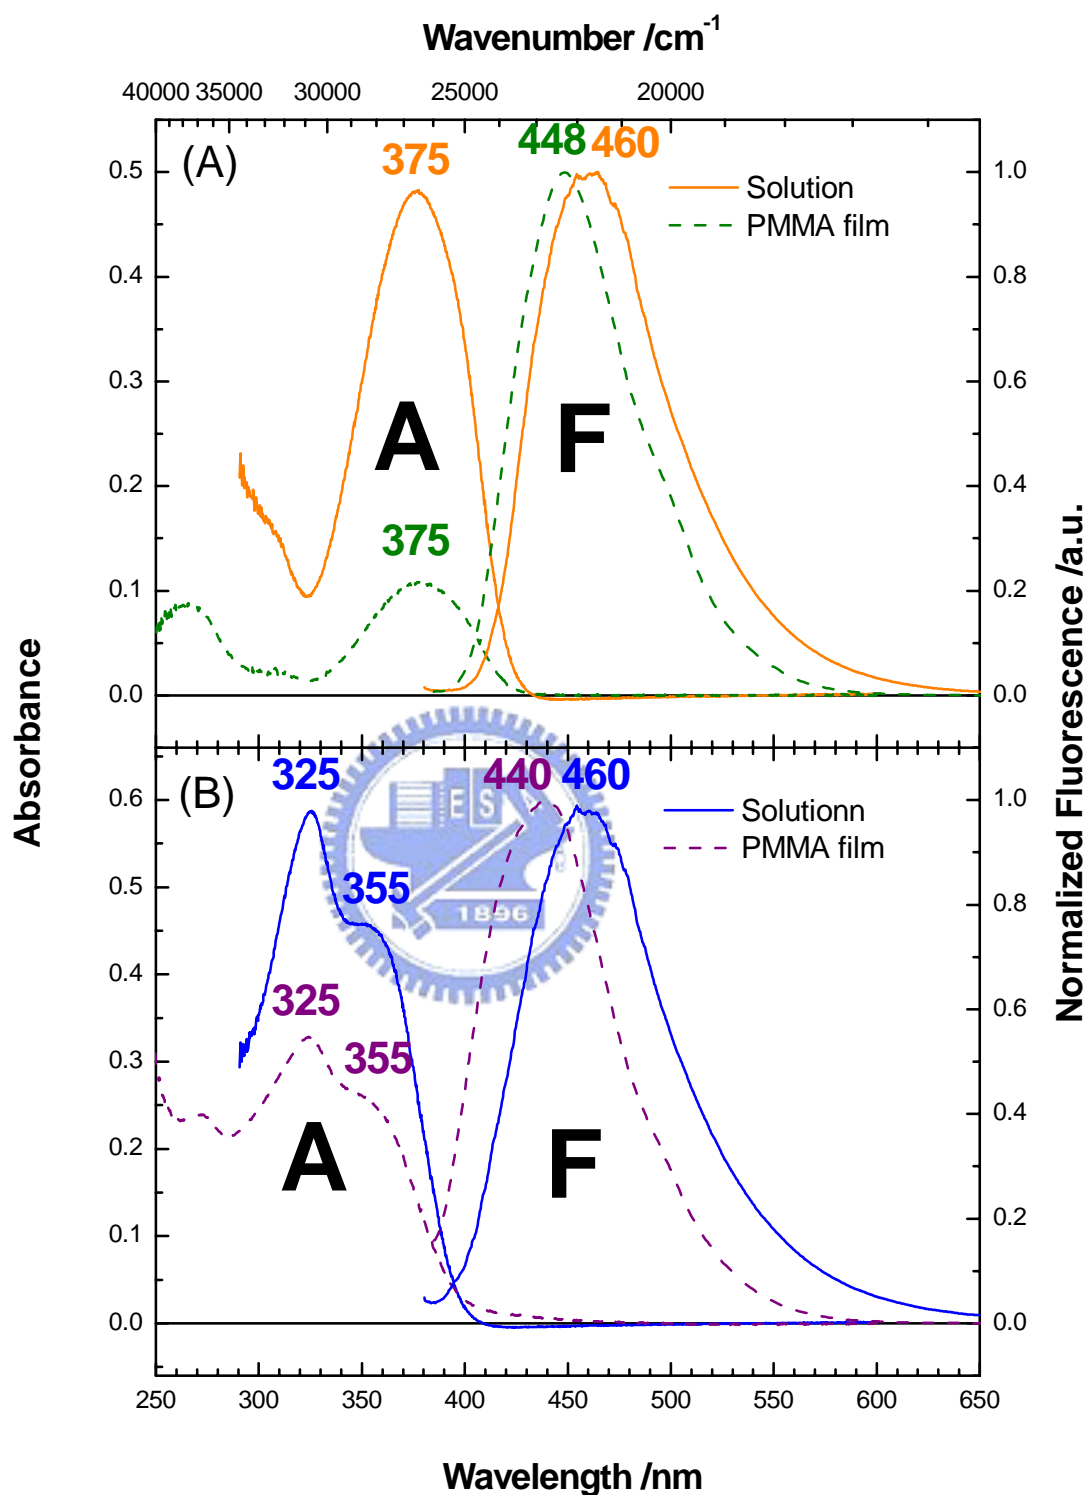 Wavenumber /cm-1
40000 35000 30000 25000 20000
(A)
375
448 460
Solution
PMMA film
0.5
0.4
0.3
0.2
0.1
0.0
1.0
0.8
0.6
0.4
0.2
0.0
A
F
375
Absorbance
Normalized Fluorescence /a.u.
(B)
325
440 460
Solutionn
PMMA film
355
325
355
E S
1896
A
F
0.6
0.5
0.4
0.3
0.2
0.1
0.0
1.0
0.8
0.6
0.4
0.2
0.0
250 300 350 400 450 500 550 600 650
Wavelength /nm